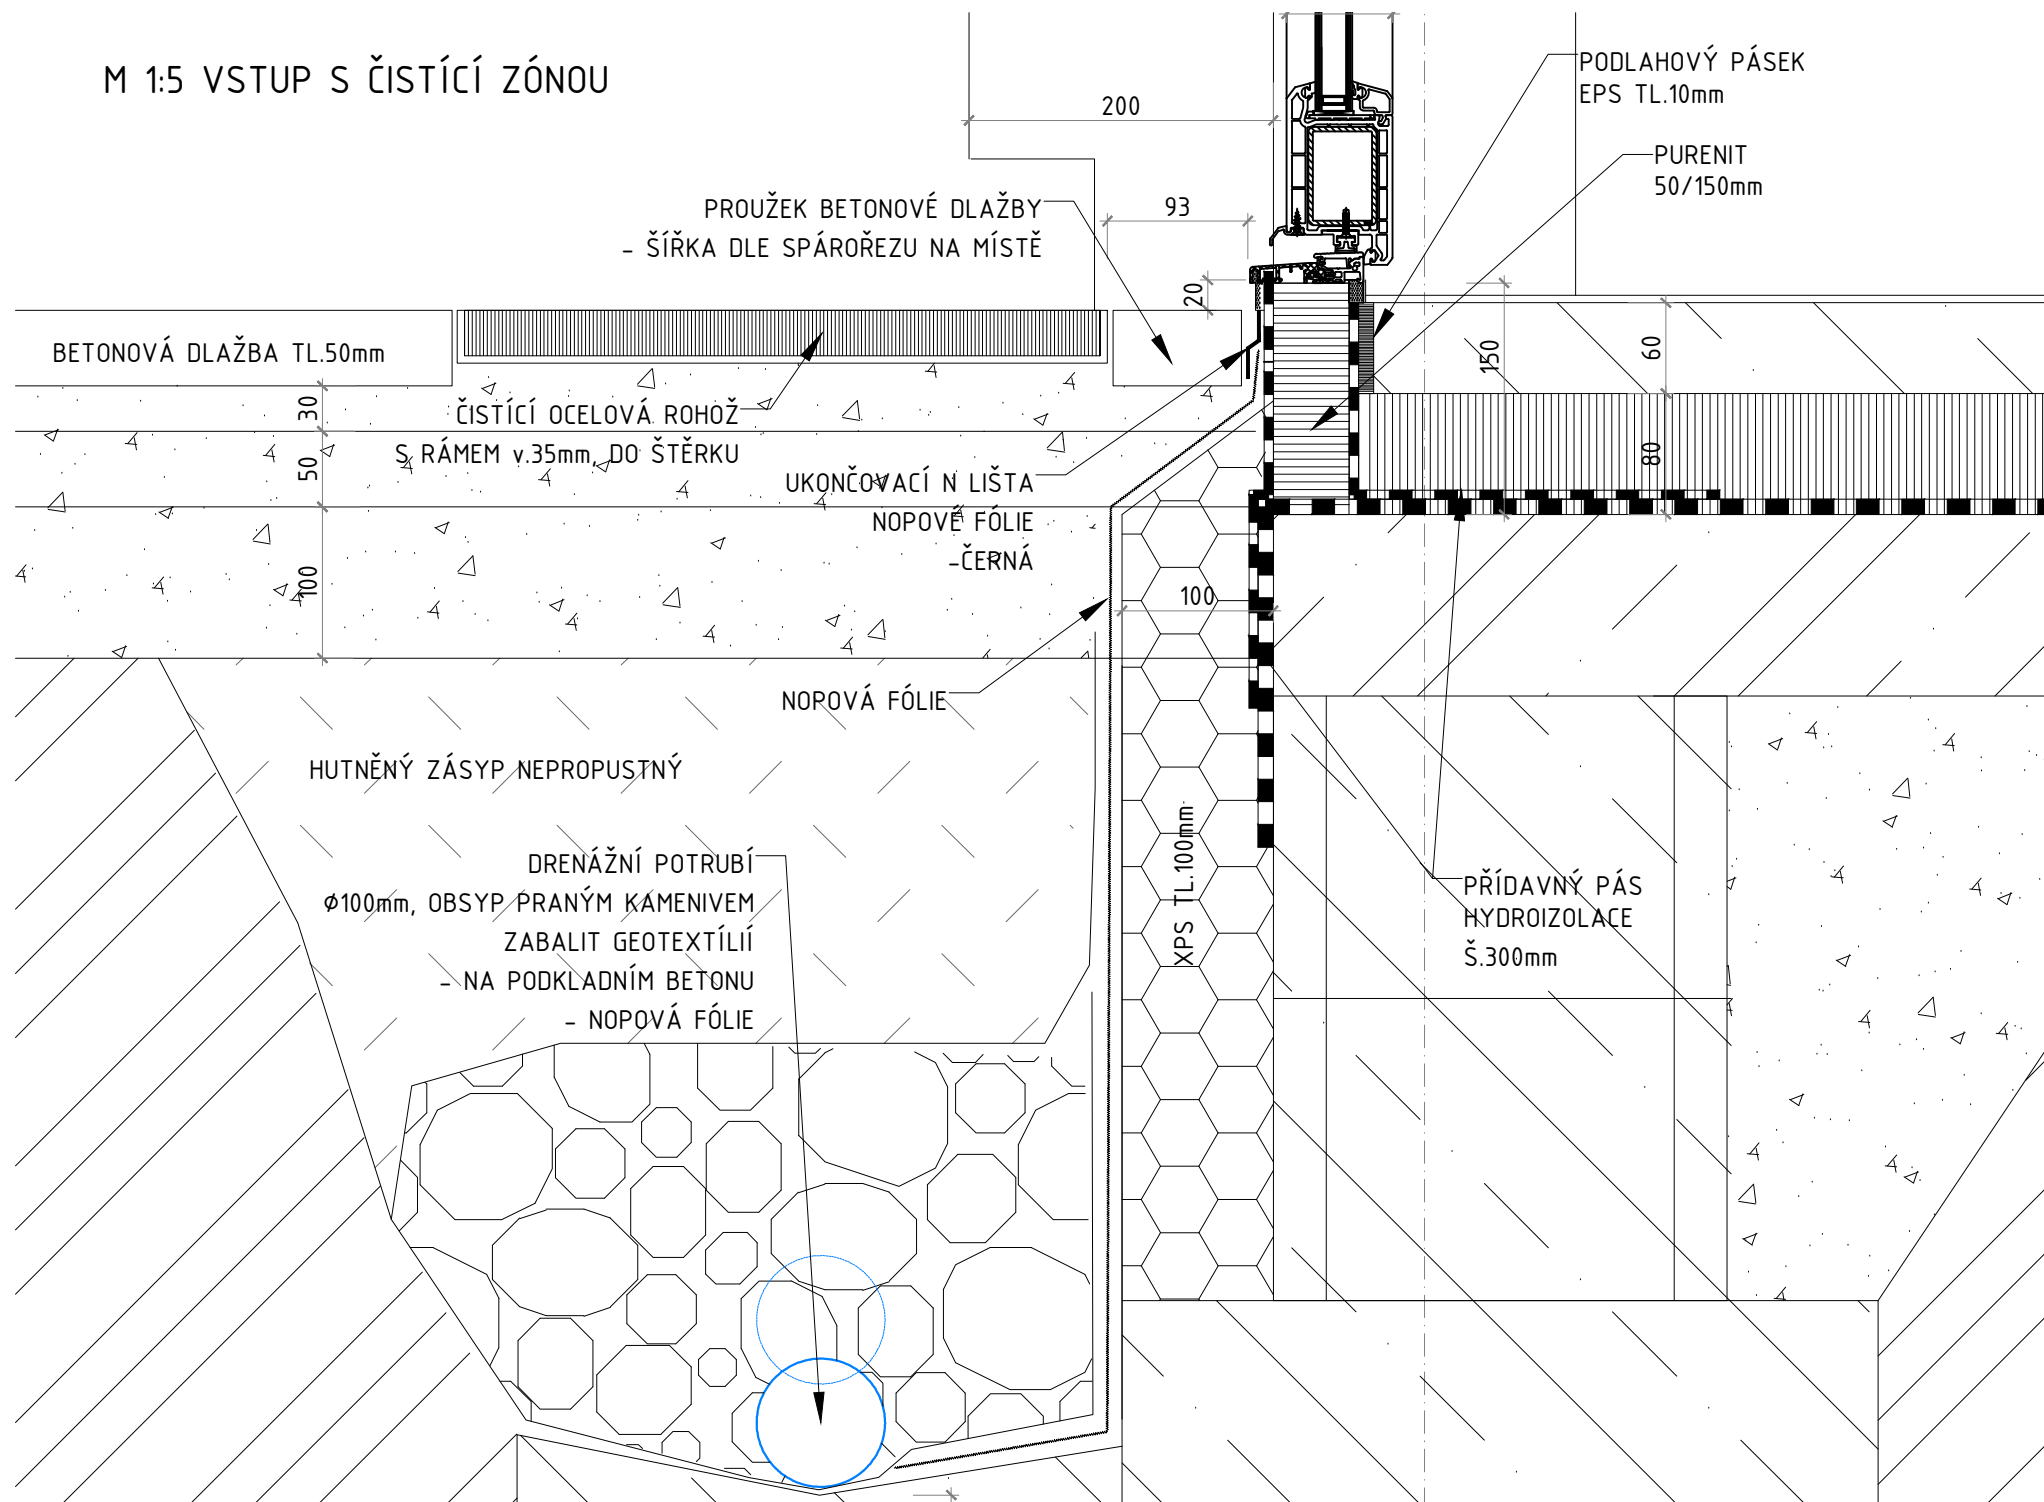 M 1:5 VSTUP S ČISTÍCÍ ZÓNOU
PODLAHOVÝ PÁSEK
EPS TL.10mm
200
PURENIT
50/150mm
PROUŽEK BETONOVÉ DLAŽBY
- ŠÍŘKA DLE SPÁROŘEZU NA MÍSTĚ
93
20
BETONOVÁ DLAŽBA TL.50mm
150
60
30
ČISTÍCÍ OCELOVÁ ROHOŽ
S RÁMEM v.35mm, DO ŠTĚRKU
50
80
UKONČOVACÍ N LIŠTA
NOPOVÉ FÓLIE
-ČERNÁ
100
100
NOPOVÁ FÓLIE
HUTNĚNÝ ZÁSYP NEPROPUSTNÝ
XPS TL.100mm
DRENÁŽNÍ POTRUBÍ
Ø100mm, OBSYP PRANÝM KAMENIVEM
ZABALIT GEOTEXTÍLIÍ
- NA PODKLADNÍM BETONU
- NOPOVÁ FÓLIE
PŘÍDAVNÝ PÁS
HYDROIZOLACE
Š.300mm